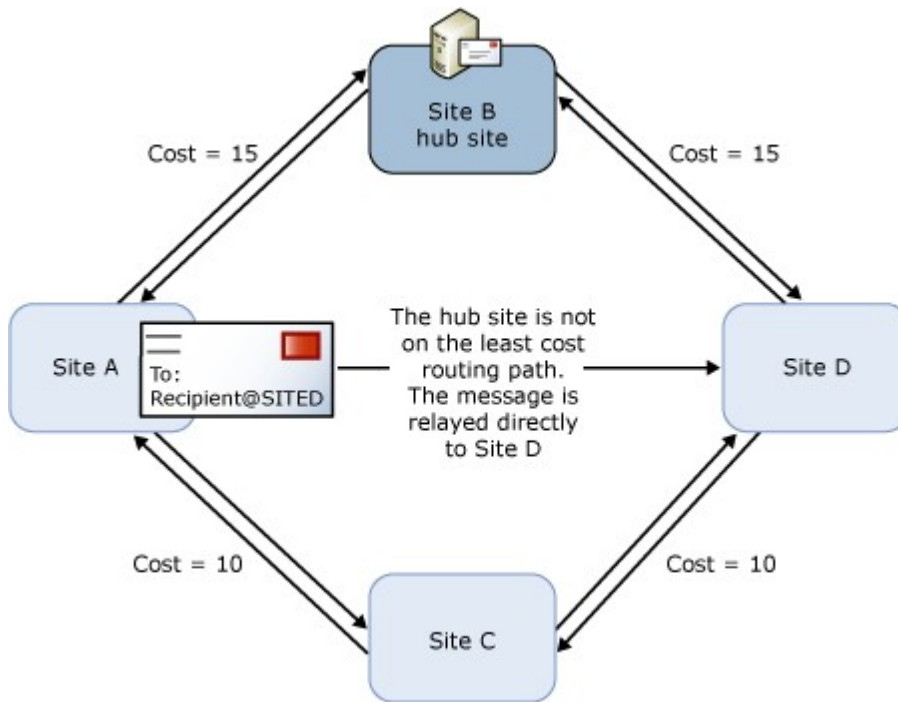 Site B
hub site
Cost = 15
Cost = 15
Site A
To:
Recipient@SITED
The hub site is not
on the least cost
routing path.
The message is
relayed directly
to Site D
Site D
Cost = 10
Cost = 10
Site C